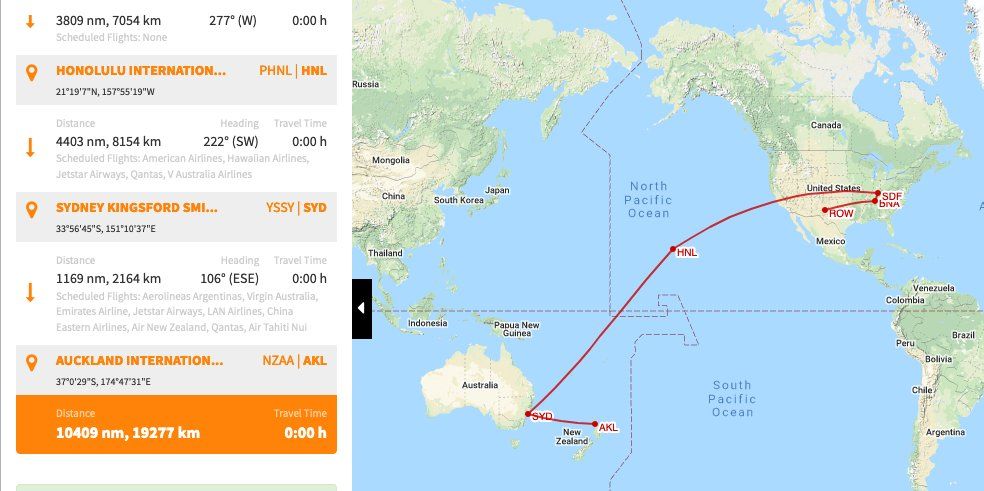 3809 nm, 7054 km 277° (W) 0:00 h
Scheduled Flights: None
HONOLULU INTERNATION... PHNL | HNL
21°19'7"N, 157°55'19"W
Distance Heading Travel Time
4403 nm, 8154 km 222° (SW) 0:00 h
Scheduled Flights: American Airlines, Hawaiian Airlines,
Jetstar Airways, Qantas, V Australia Airlines
SYDNEY KINGSFORD SMI... YSSY | SYD
33°56'45"S, 151°10'37"E
Distance Heading Travel Time
1169 nm, 2164 km 106° (ESE) 0:00 h
Scheduled Flights: Aerolineas Argentinas, Virgin Australia,
Emirates Airline, Jetstar Airways, LAN Airlines, China
Eastern Airlines, Air New Zealand, Qantas, Air Tahiti Nui
AUCKLAND INTERNATION... NZAA | AKL
37°0'29"S, 174°47'31"E
Distance Travel Time
10409 nm, 19277 km 0:00 h
Russia
Canada
Mongolia
United States
SDF
BNA
ROW
North
Pacific
Ocean
China
Japan
South Korea
Mexico
Thailand
HNL
Venezuela
Colombia
Indonesia
Papua New
Guinea
Brazil
Peru
Bolivia
Australia
South
Pacific
Ocean
Chile
SYD
AKL
New
Zealand
Argentina